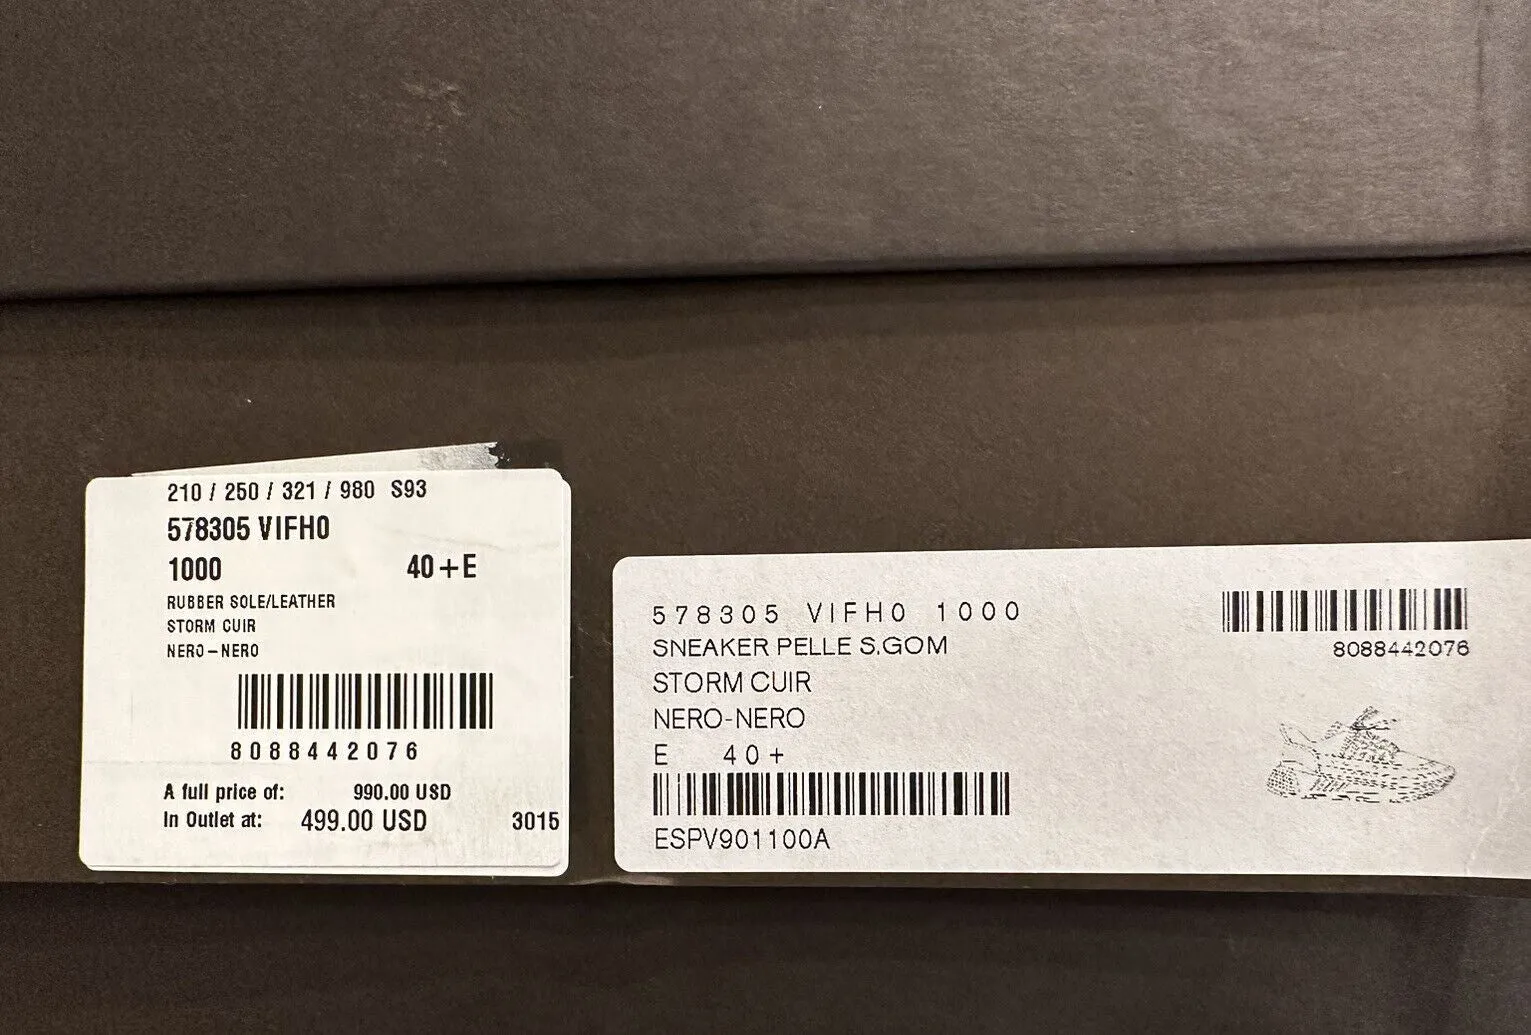 210 / 250 / 321 / 980 S93
578305 VIFH0
1000 40+E
RUBBER SOLE/LEATHER
STORM CUIR
NERO-NERO
8088442076
A full price of: 990.00 USD
In Outlet at: 499.00 USD 3015
578305 VIFH0 1000
SNEAKER PELLE S.GOM
STORM CUIR
NERO-NERO
E 40+
ESPV901100A
8088442076